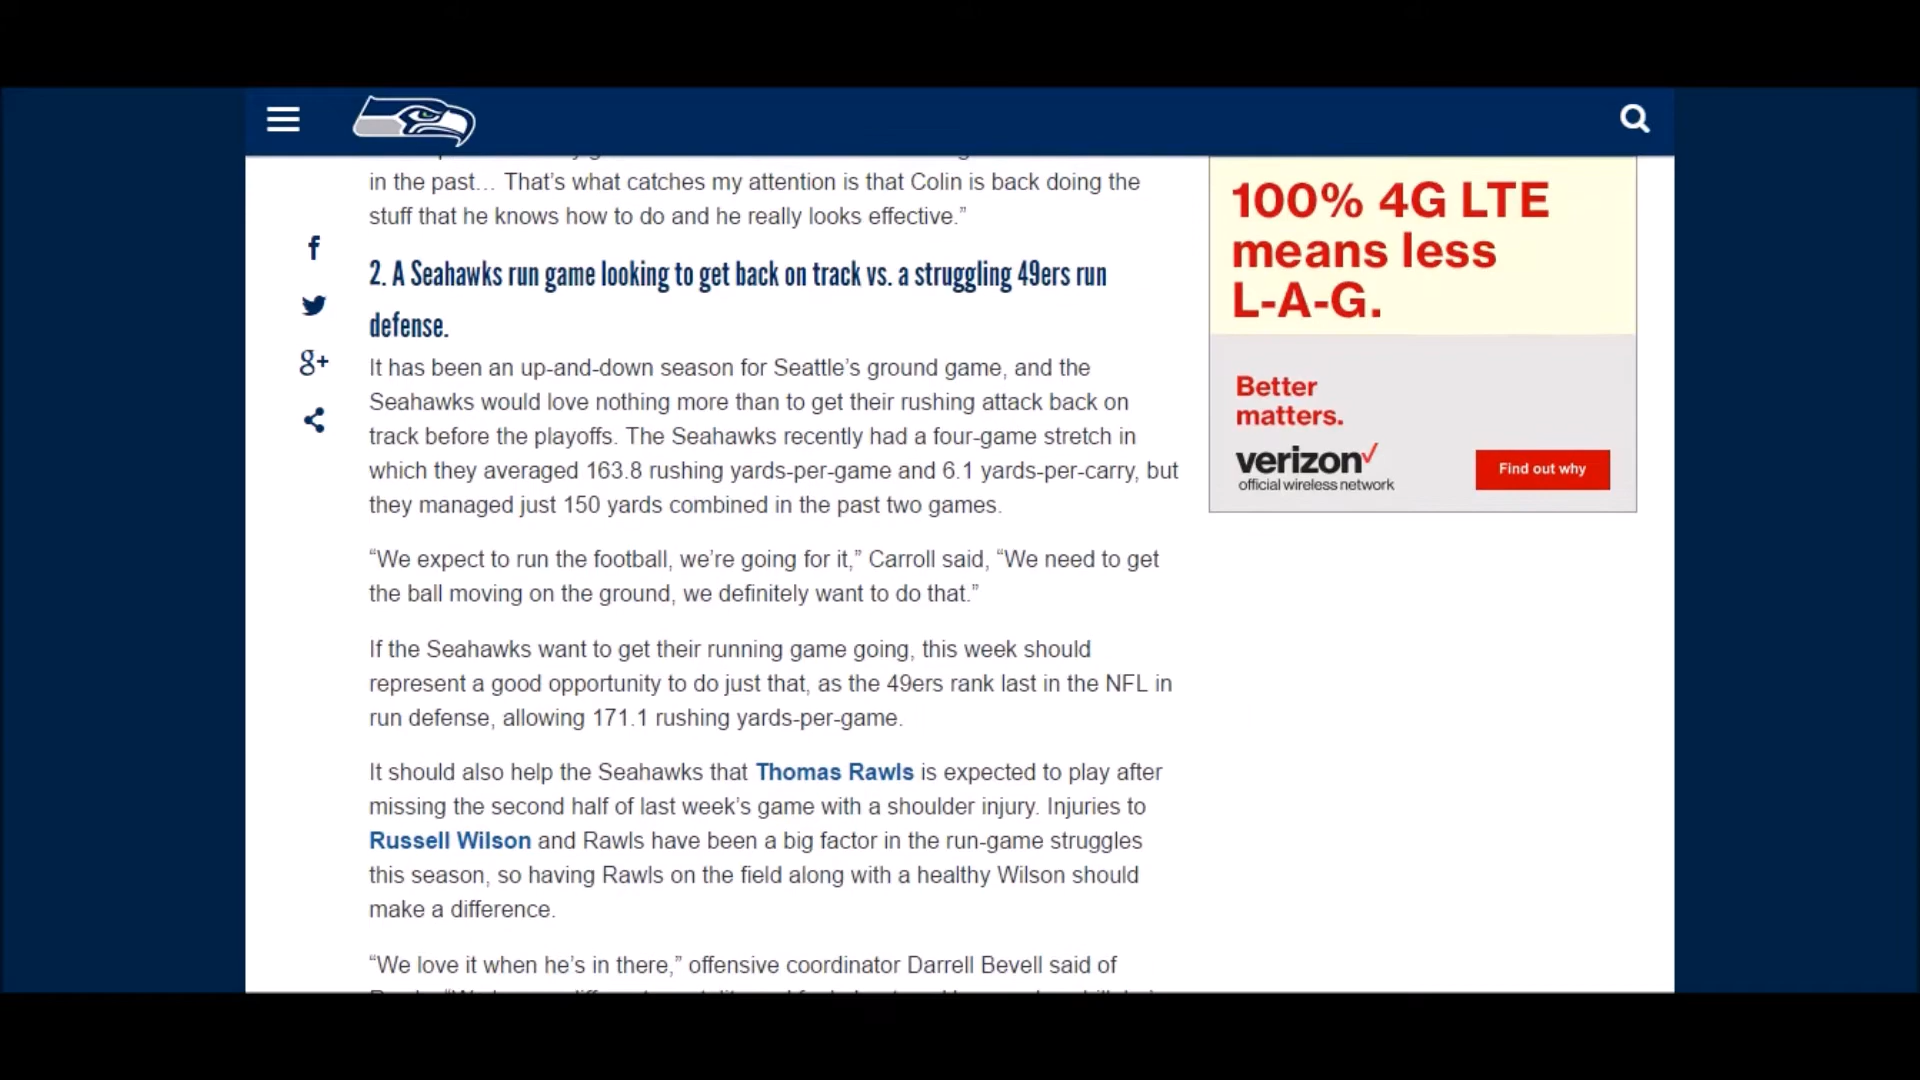 in the past… That’s what catches my attention is that Colin is back doing the
stuff that he knows how to do and he really looks effective.”
2. A Seahawks run game looking to get back on track vs. a struggling 49ers run
defense.
It has been an up-and-down season for Seattle’s ground game, and the
Seahawks would love nothing more than to get their rushing attack back on
track before the playoffs. The Seahawks recently had a four-game stretch in
which they averaged 163.8 rushing yards-per-game and 6.1 yards-per-carry, but
they managed just 150 yards combined in the past two games.
“We expect to run the football, we’re going for it,” Carroll said, “We need to get
the ball moving on the ground, we definitely want to do that.”
If the Seahawks want to get their running game going, this week should
represent a good opportunity to do just that, as the 49ers rank last in the NFL in
run defense, allowing 171.1 rushing yards-per-game.
It should also help the Seahawks that Thomas Rawls is expected to play after
missing the second half of last week’s game with a shoulder injury. Injuries to
Russell Wilson and Rawls have been a big factor in the run-game struggles
this season, so having Rawls on the field along with a healthy Wilson should
make a difference.
“We love it when he’s in there,” offensive coordinator Darrell Bevell said of
100% 4G LTE
means less
L-A-G.
Better
matters.
verizon
official wireless network
Find out why